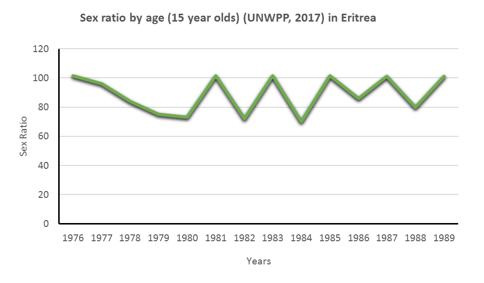 Sex ratio by age (15 year olds) (UNWPP, 2017) in Eritrea
120
100
80
60
40
20
0
Sex Ratio
1976 1977 1978 1979 1980 1981 1982 1983 1984 1985 1986 1987 1988 1989
Years